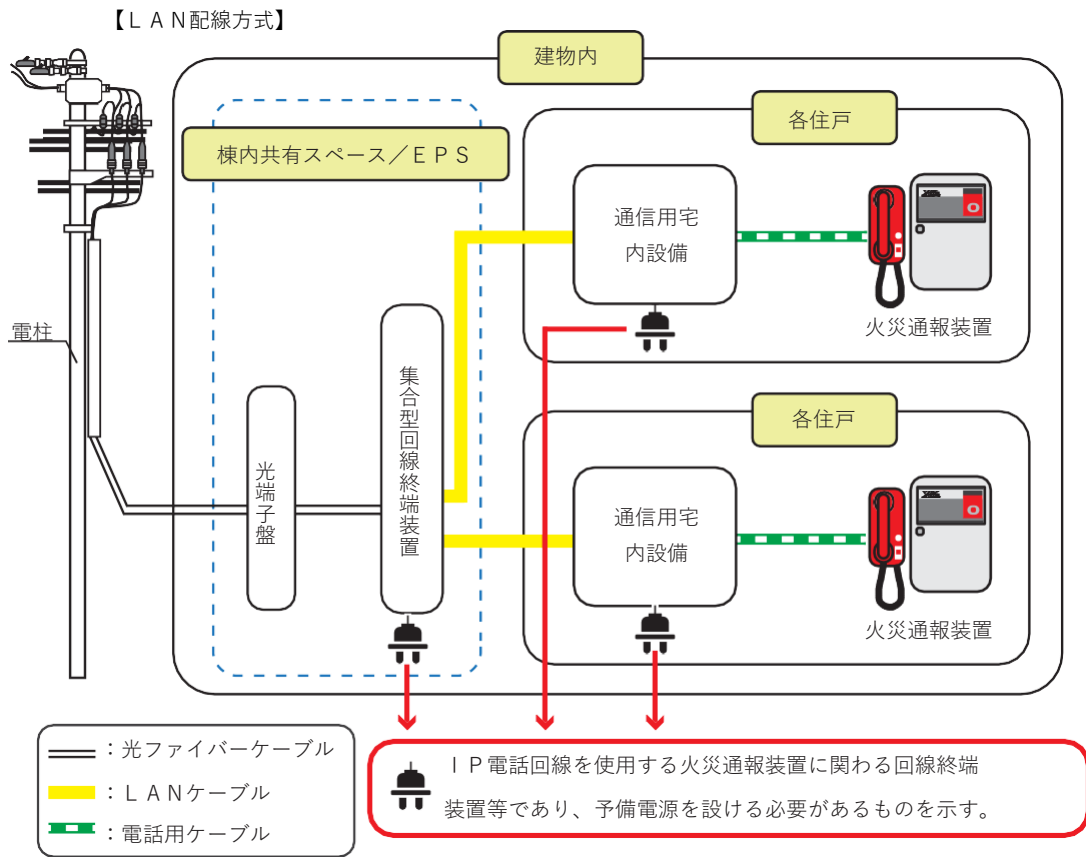 【ＬＡＮ配線方式】
建物内
棟内共有スペース／ＥＰＳ
各住戸
通信用宅
内設備
火災通報装置
電柱
光端子盤
集合型回線終端装置
各住戸
通信用宅
内設備
火災通報装置
：光ファイバーケーブル
：ＬＡＮケーブル
：電話用ケーブル
ＩＰ電話回線を使用する火災通報装置に関わる回線終端
装置等であり、予備電源を設ける必要があるものを示す。